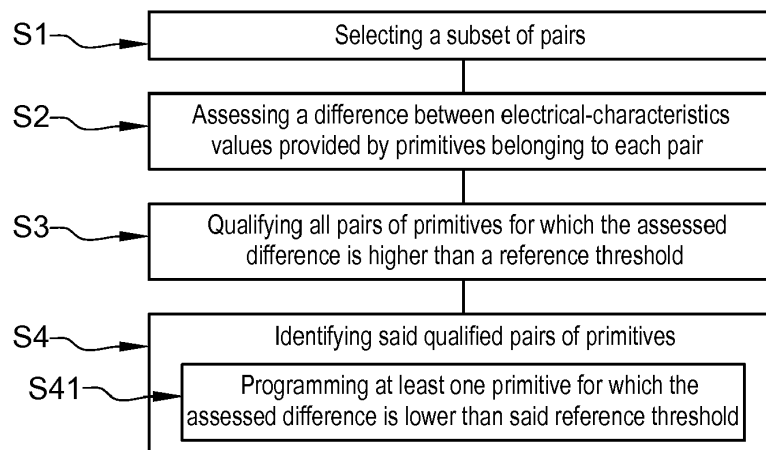 S1
Selecting a subset of pairs
S2
Assessing a difference between electrical-characteristics
values provided by primitives belonging to each pair
S3
Qualifying all pairs of primitives for which the assessed
difference is higher than a reference threshold
S4
Identifying said qualified pairs of primitives
S41
Programming at least one primitive for which the
assessed difference is lower than said reference threshold